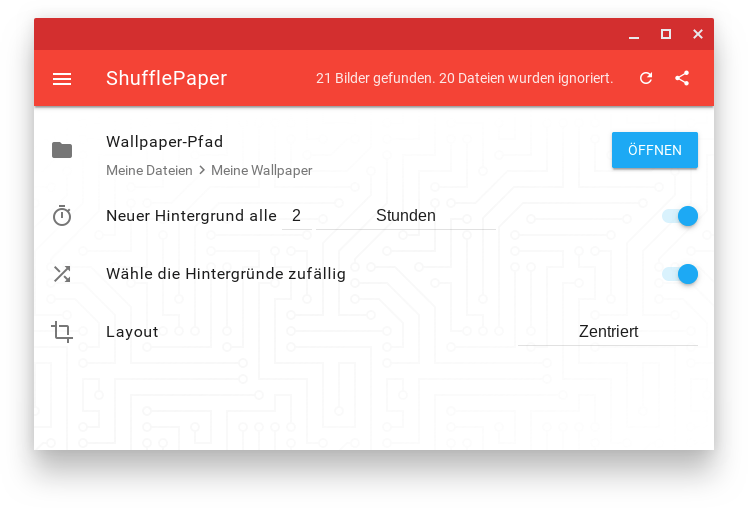 ShufflePaper
21 Bilder gefunden. 20 Dateien wurden ignoriert.
Wallpaper-Pfad
ÖFFNEN
Meine Dateien > Meine Wallpaper
Neuer Hintergrund alle 2 Stunden
Wähle die Hintergründe zufällig
Layout
Zentriert